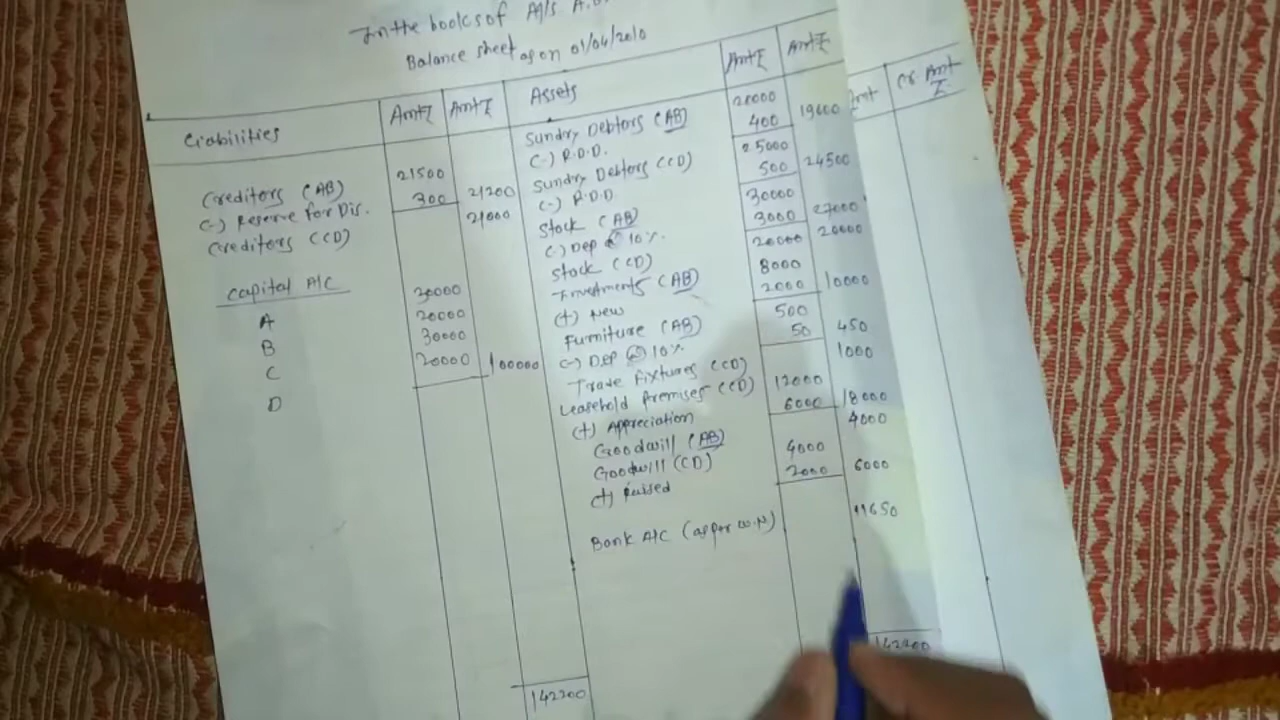 In the books of M/s A.
Balance sheet as on 01/04/2010
Liabilities Amt₹ Amt₹
Creditors (AB) 21500
(-) Reserve for Dis. 300 21200
Creditors (CD) 21000
Capital A/C
A 30000
B 20000
C 30000
D 20000 100000
142200
Assets Amt₹ Amt₹
Sundry Debtors (AB) 20000
(-) R.D.D. 400 19600
Sundry Debtors (CD) 25000
(-) R.D.D. 500 24500
Stock (AB) 30000
(-) Dep @ 10%. 3000 27000
Stock (CD) 20000 20000
Investments (AB) 8000
(+) New 2000 10000
Furniture (AB) 500
(-) Dep @ 10%. 50 450
Trade Fixtures (CD) 1000
Leasehold Premises (CD) 12000
(+) Appreciation 6000 18000
Goodwill (AB) 4000
Goodwill (CD) 4000
(+) Raised 2000 6000
Bank A/C (as per W.N) 11650
142200
Cr. Amt
₹